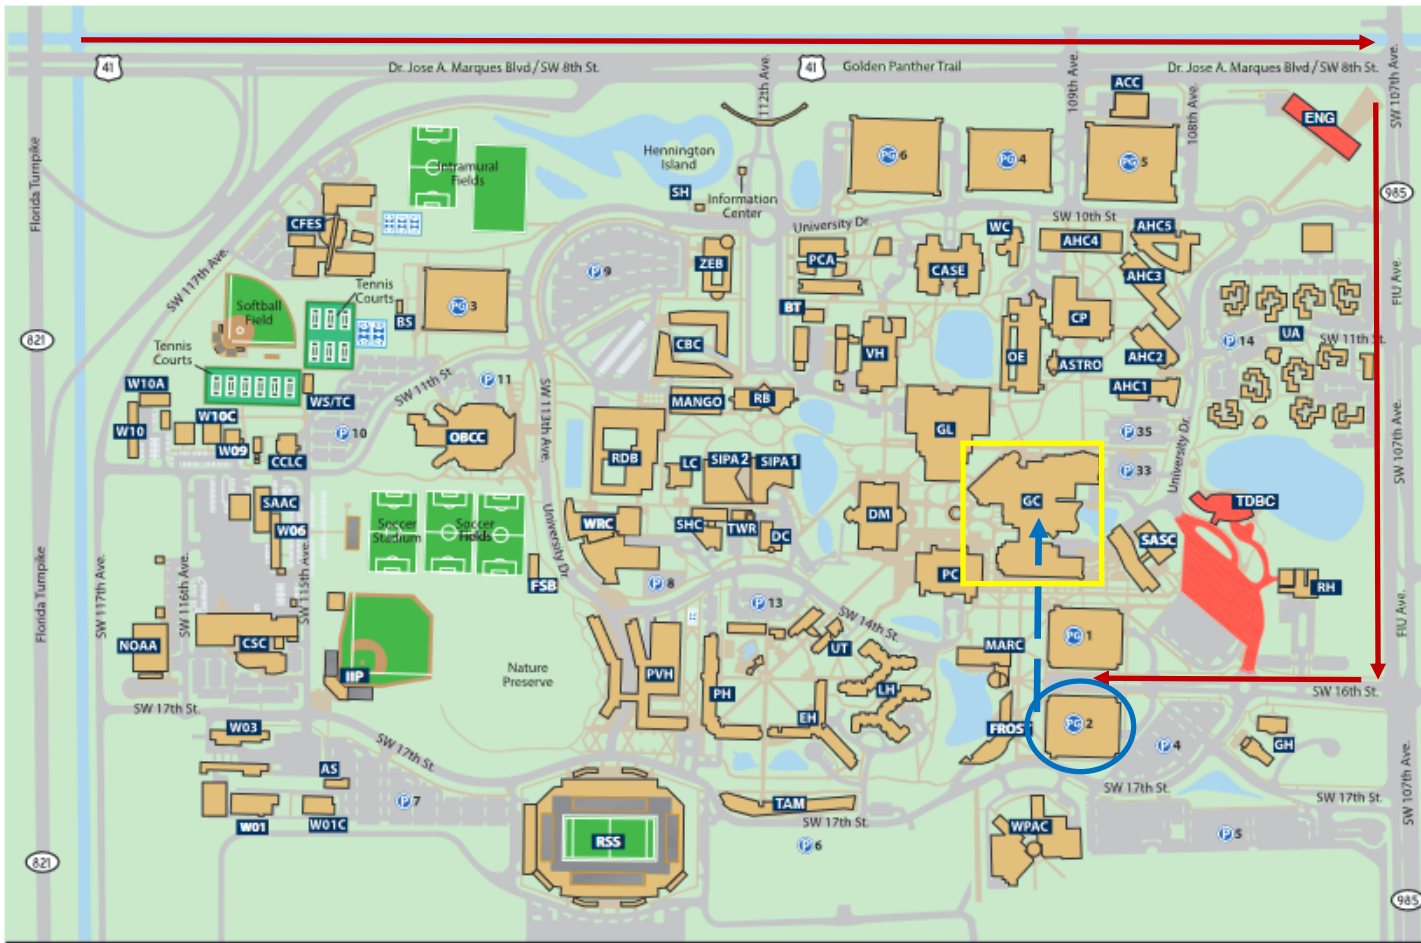 SW 107th Ave.
41
Dr. Jose A. Marques Blvd/SW 8th St.
112th Ave.
41
Golden Panther Trail
109th Ave.
Dr. Jose A. Marques Blvd/SW 8th St.
ACC
108th Ave.
ENG
Florida Turnpike
Intramural
Fields
Hennington
Island
SH
Information
Center
PG 6
PG 4
PG 5
985
CFES
University Dr.
SW 10th St
WC
AHC4
AHC5
SW 117th Ave.
ZEB
PCA
CASE
AHC3
P 9
FIU Ave.
Softball
Field
Tennis
Courts
BS
PG 3
BT
CP
UA
SW 11th St.
821
Tennis
Courts
CBC
VH
OE
ASTRO
AHC2
P 14
W10A
WS/TC
SW 11th St.
P 11
SW 113th Ave.
MANGO
RB
AHC1
W10C
W10
W09
P 10
OBCC
GL
P 35
University Dr.
SW 107th Ave.
CCLC
RDB
LC
SIPA2
SIPA1
P 33
SAAC
GC
TDBC
W06
Soccer
Stadium
Soccer
Fields
University Dr.
WRC
SHC
TWR
DC
DM
SASC
Florida Turnpike
SW 117th Ave.
SW 116th Ave.
SW 115th Ave.
FSB
P 8
PC
RH
P 13
SW 14th St.
FIU Ave.
NOAA
CSC
UT
MARC
PG 1
IIP
Nature
Preserve
PVH
PH
LH
SW 16th St.
SW 17th St.
EH
FROST
PG 2
W03
SW 17th St.
P 4
GH
AS
P 7
SW 17th St.
SW 17th St.
SW 107th Ave.
W01
W01C
TAM
SW 17th St.
WPAC
P 5
RSS
P 6
821
985